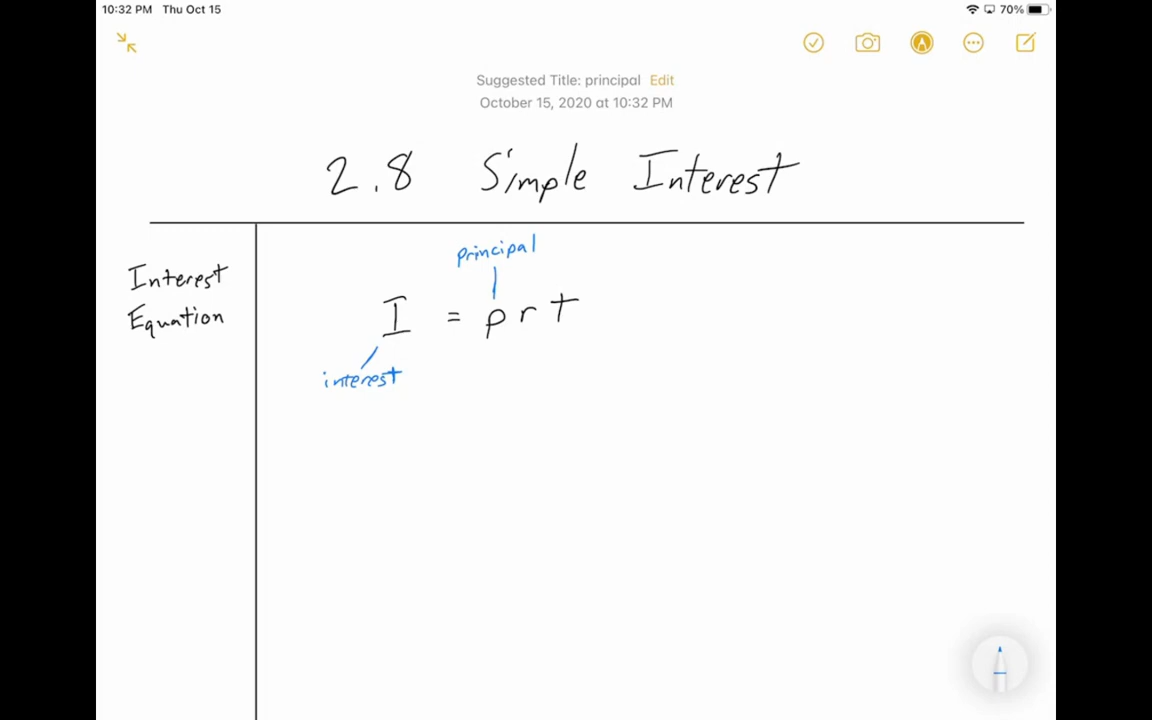 10:32 PM Thu Oct 15
70%
Suggested Title: principal Edit
October 15, 2020 at 10:32 PM
2.8 Simple Interest
Interest
Equation
principal
I = p r t
interest